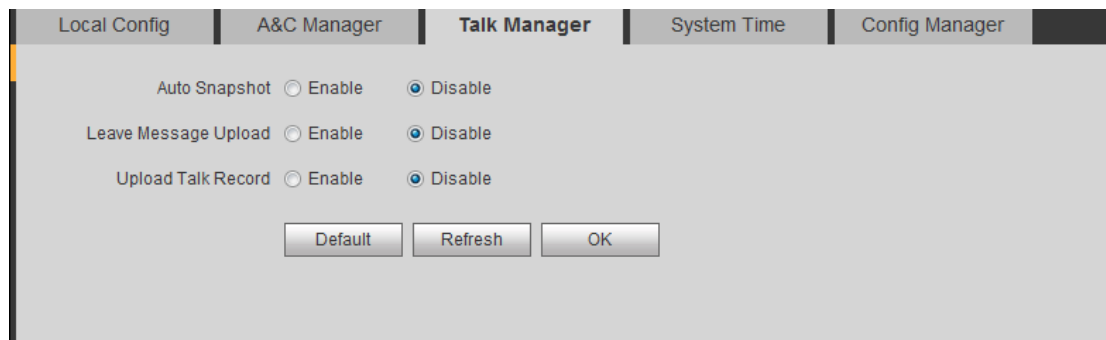 Local Config A&C Manager Talk Manager System Time Config Manager
Auto Snapshot Enable Disable
Leave Message Upload Enable Disable
Upload Talk Record Enable Disable
Default Refresh OK